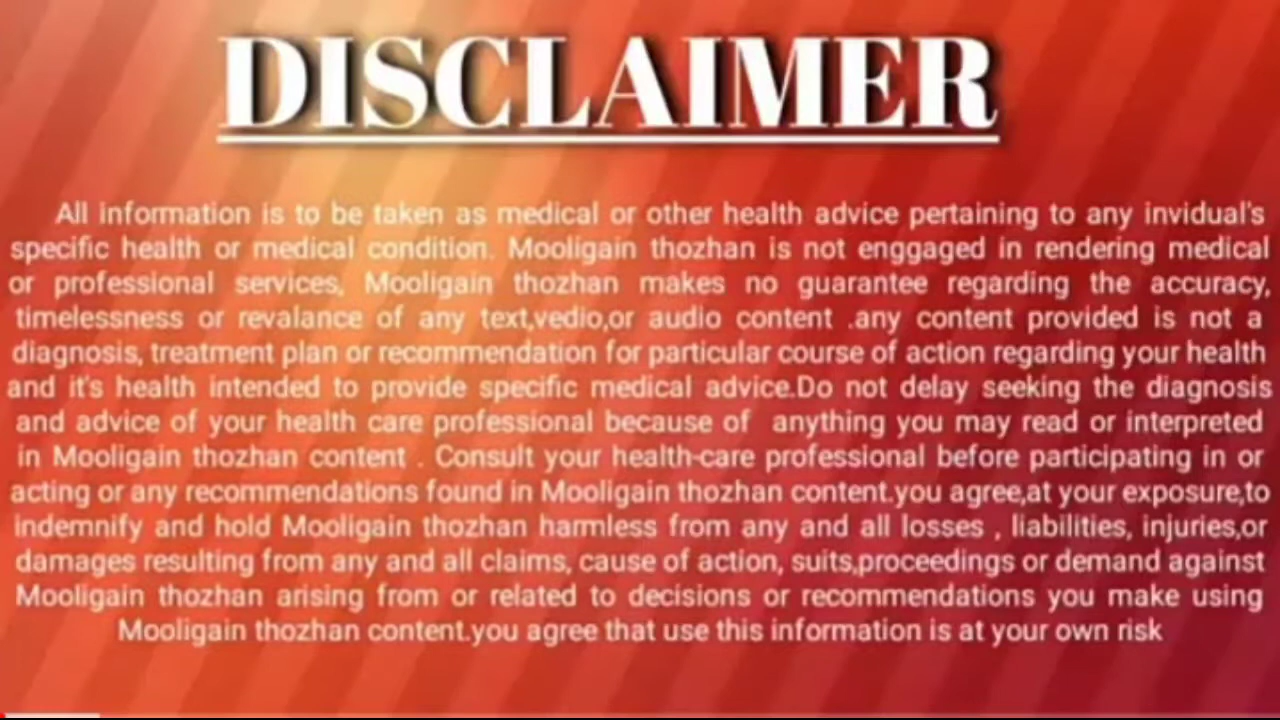 DISCLAIMER
All information is to be taken as medical or other health advice pertaining to any invidual's
specific health or medical condition. Mooligain thozhan is not enggaged in rendering medical
or professional services, Mooligain thozhan makes no guarantee regarding the accuracy,
timelessness or revalance of any text,vedio,or audio content .any content provided is not a
diagnosis, treatment plan or recommendation for particular course of action regarding your health
and it's health intended to provide specific medical advice.Do not delay seeking the diagnosis
and advice of your health care professional because of anything you may read or interpreted
in Mooligain thozhan content . Consult your health-care professional before participating in or
acting or any recommendations found in Mooligain thozhan content.you agree,at your exposure,to
indemnify and hold Mooligain thozhan harmless from any and all losses , liabilities, injuries,or
damages resulting from any and all claims, cause of action, suits,proceedings or demand against
Mooligain thozhan arising from or related to decisions or recommendations you make using
Mooligain thozhan content.you agree that use this information is at your own risk